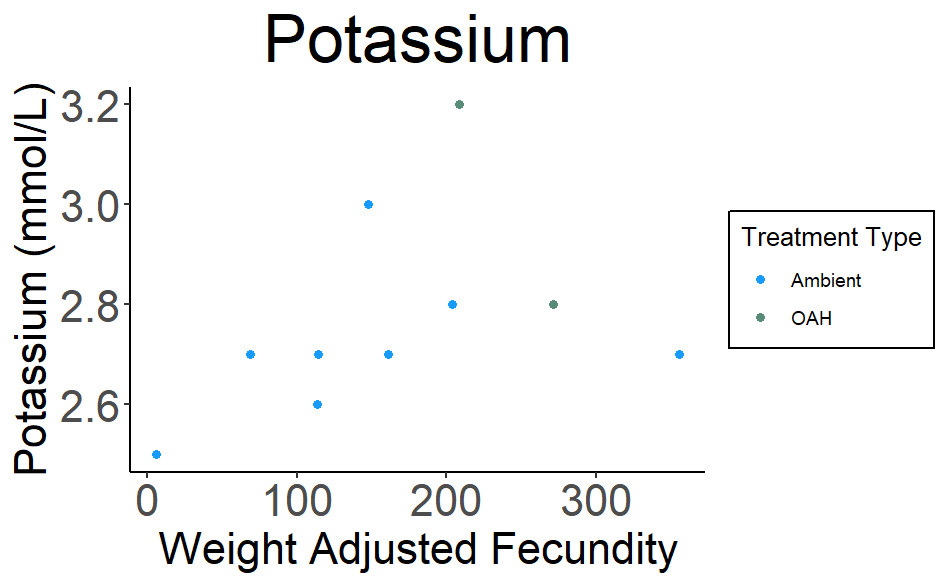 Potassium
Potassium (mmol/L)
3.2
3.0
2.8
2.6
0 100 200 300
Weight Adjusted Fecundity
Treatment Type
Ambient
OAH